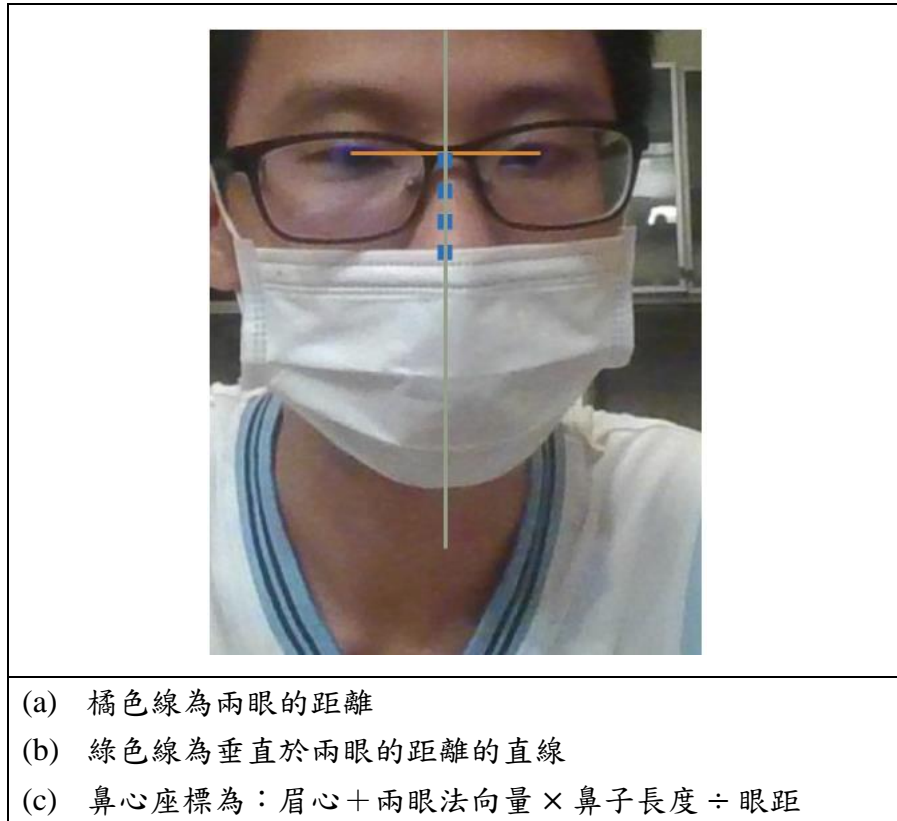 (a) 橘色線為兩眼的距離
(b) 綠色線為垂直於兩眼的距離的直線
(c) 鼻心座標為：眉心＋兩眼法向量 × 鼻子長度 ÷ 眼距